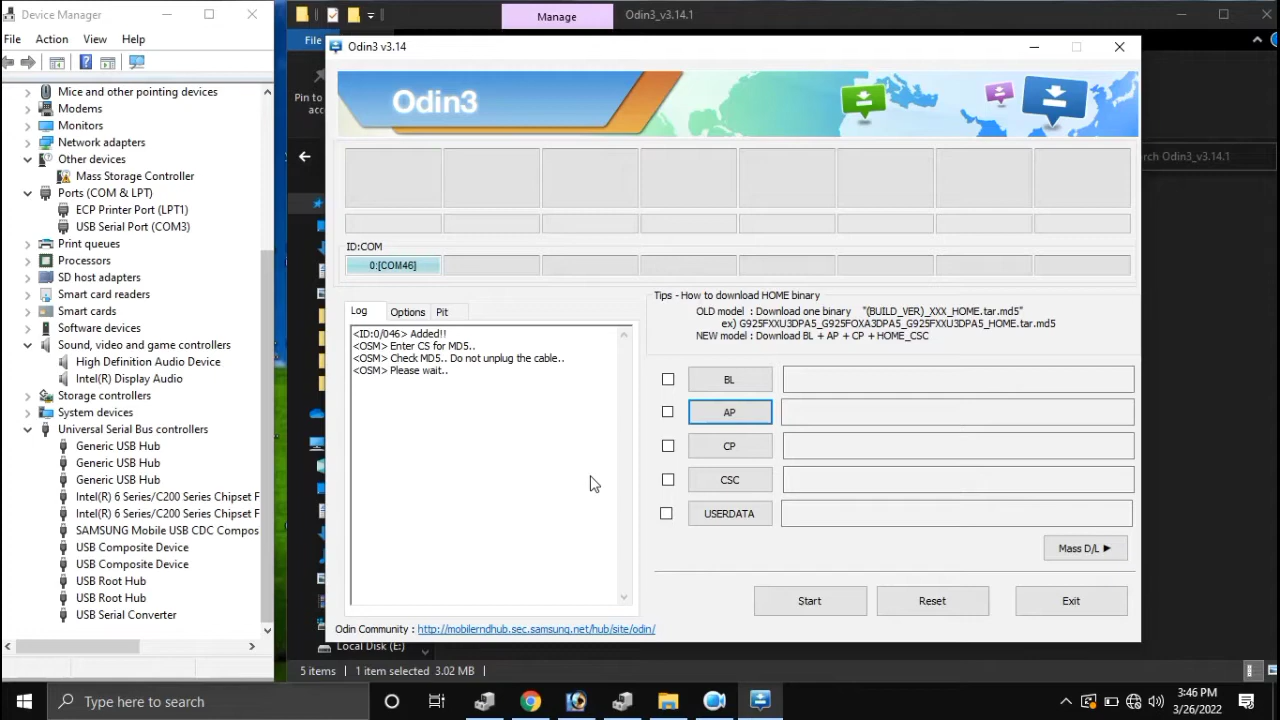 Device Manager
File Action View Help
Mice and other pointing devices
Modems
Monitors
Network adapters
Other devices
Mass Storage Controller
Ports (COM & LPT)
ECP Printer Port (LPT1)
USB Serial Port (COM3)
Print queues
Processors
SD host adapters
Smart card readers
Smart cards
Software devices
Sound, video and game controllers
High Definition Audio Device
Intel(R) Display Audio
Storage controllers
System devices
Universal Serial Bus controllers
Generic USB Hub
Generic USB Hub
Generic USB Hub
Intel(R) 6 Series/C200 Series Chipset F
Intel(R) 6 Series/C200 Series Chipset F
SAMSUNG Mobile USB CDC Compos
USB Composite Device
USB Composite Device
USB Root Hub
USB Root Hub
USB Serial Converter
Manage
Odin3_v3.14.1
File
Pin to
acc
rch Odin3_v3.14.1
Odin3 v3.14
Odin3
ID:COM
0:[COM46]
Log Options Pit
<ID:0/046> Added!!
<OSM> Enter CS for MD5..
<OSM> Check MD5.. Do not unplug the cable..
<OSM> Please wait..
Tips - How to download HOME binary
OLD model : Download one binary "(BUILD_VER)_XXX_HOME.tar.md5"
ex) G925FXXU3DPA5_G925FOXA3DPA5_G925FXXU3DPA5_HOME.tar.md5
NEW model : Download BL + AP + CP + HOME_CSC
BL
AP
CP
CSC
USERDATA
Mass D/L
Start Reset Exit
Odin Community : http://mobilerndhub.sec.samsung.net/hub/site/odin/
Local Disk (E:)
5 items 1 item selected 3.02 MB
Type here to search
3:46 PM
3/26/2022